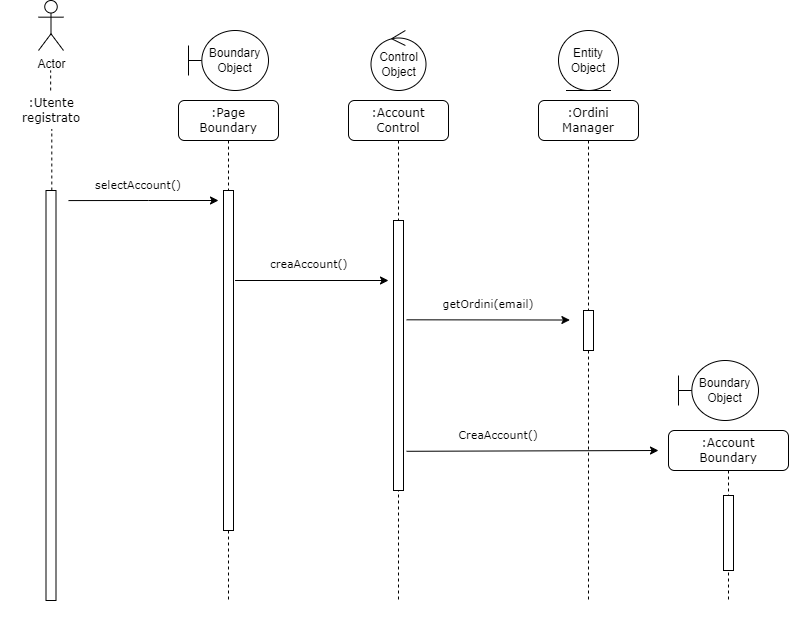 Actor
:Utente
registrato
Boundary
Object
:Page
Boundary
Control
Object
:Account
Control
Entity
Object
:Ordini
Manager
selectAccount()
creaAccount()
getOrdini(email)
Boundary
Object
:Account
Boundary
CreaAccount()